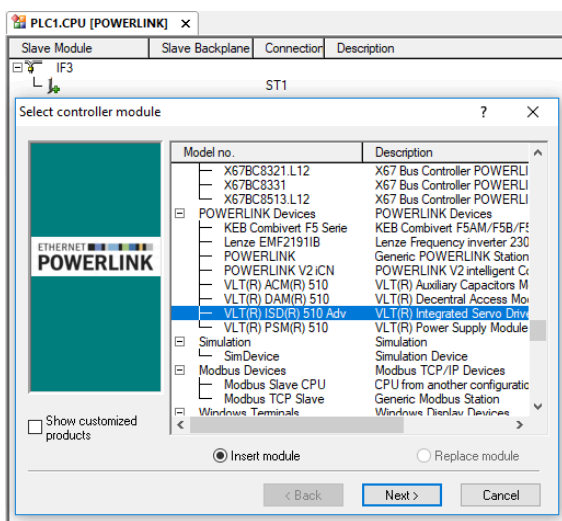 PLC1.CPU [POWERLINK] ×
Slave Module Slave Backplane Connection Description
IF3
ST1
Select controller module ? ×
Model no. Description
X67BC8321.L12 X67 Bus Controller POWERLI
X67BC8331 X67 Bus Controller POWERLI
X67BC8513.L12 X67 Bus Controller POWERLI
POWERLINK Devices POWERLINK Devices
KEB Combivert F5 Serie KEB Combivert F5AM/F5B/F5
Lenze EMF2191IB Lenze Frequency inverter 230
POWERLINK Generic POWERLINK Station
POWERLINK V2 iCN POWERLINK V2 intelligent Co
VLT(R) ACM(R) 510 VLT(R) Auxiliary Capacitors M
VLT(R) DAM(R) 510 VLT(R) Decentral Access Mo
VLT(R) ISD(R) 510 Adv VLT(R) Integrated Servo Drive
VLT(R) PSM(R) 510 VLT(R) Power Supply Module
Simulation Simulation
SimDevice Simulation Device
Modbus Devices Modbus TCP/IP Devices
Modbus Slave CPU CPU from another configuratic
Modbus TCP Slave Generic Modbus Station
Windows Terminals Windows Display Devices
ETHERNET
POWERLINK
Show customized
products
Insert module Replace module
< Back Next > Cancel